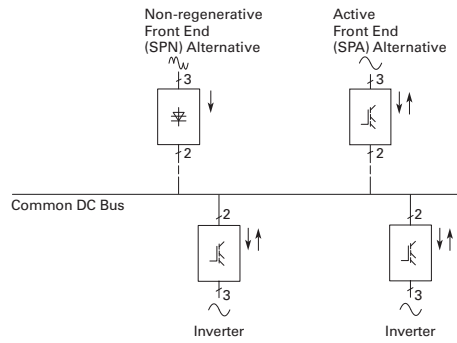 Non-regenerative
Front End
(SPN) Alternative
Active
Front End
(SPA) Alternative
3
3
2
2
Common DC Bus
2
2
3
3
Inverter
Inverter